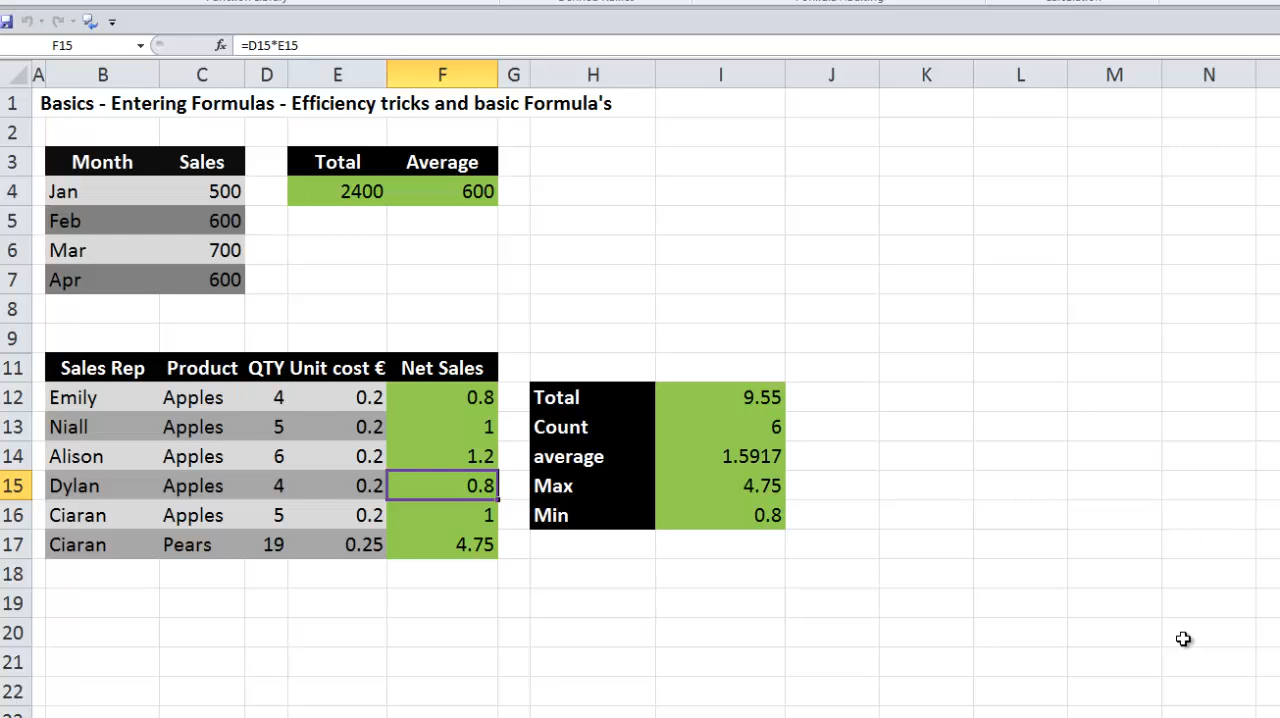 F15 fx =D15*E15
A B C D E F G H I J K L M N
1 Basics - Entering Formulas - Efficiency tricks and basic Formula's
2
3 Month Sales Total Average
4 Jan 500 2400 600
5 Feb 600
6 Mar 700
7 Apr 600
8
9
11 Sales Rep Product QTY Unit cost € Net Sales
12 Emily Apples 4 0.2 0.8 Total 9.55
13 Niall Apples 5 0.2 1 Count 6
14 Alison Apples 6 0.2 1.2 average 1.5917
15 Dylan Apples 4 0.2 0.8 Max 4.75
16 Ciaran Apples 5 0.2 1 Min 0.8
17 Ciaran Pears 19 0.25 4.75
18
19
20
21
22